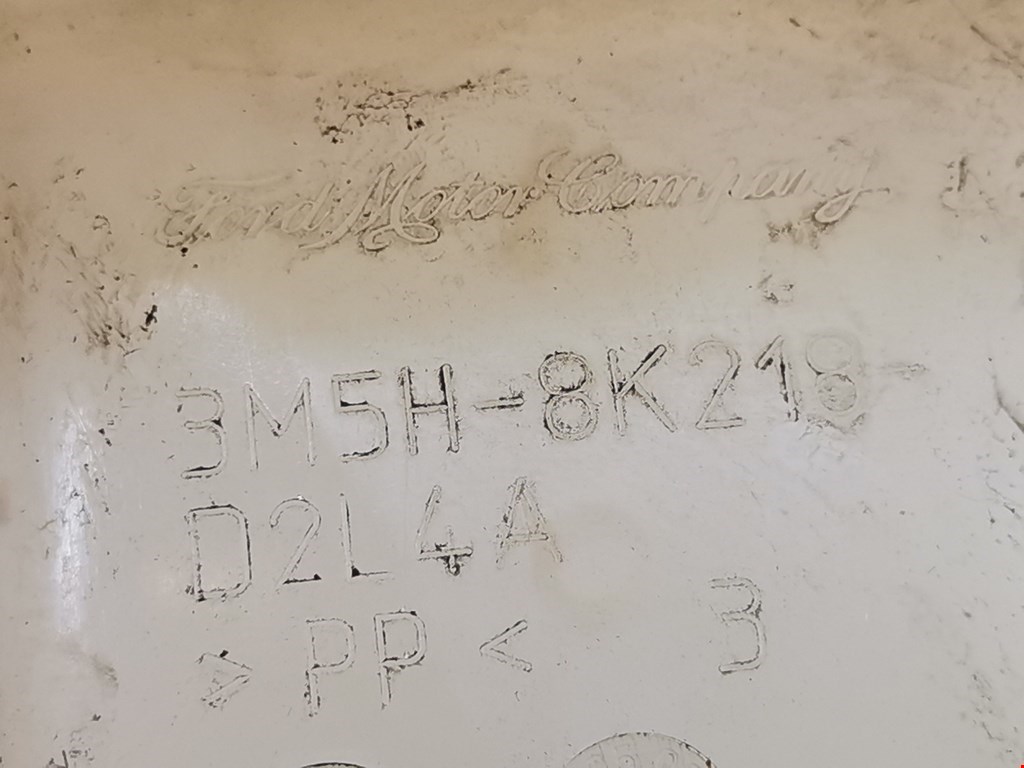 Ford Motor Company
3M5H-8K218-
D2L4A
>PP< 3